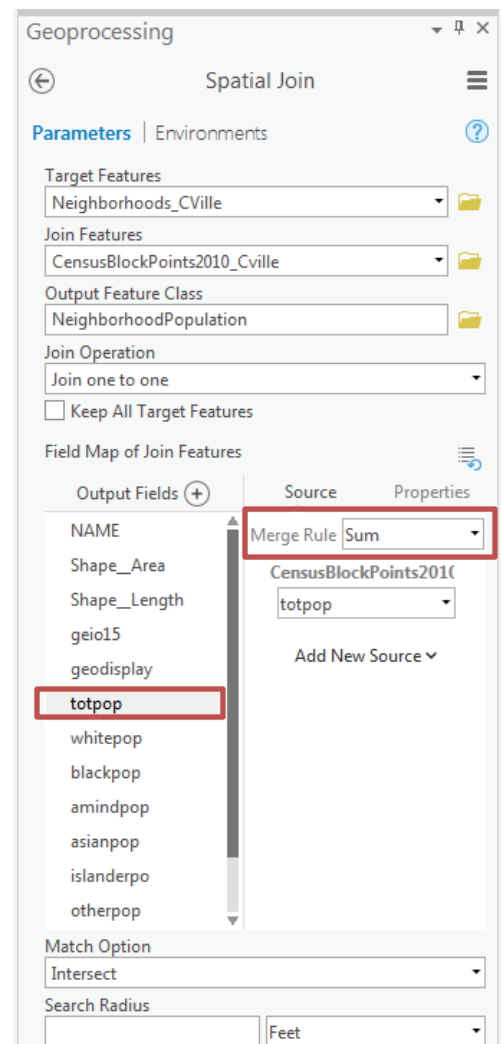 Geoprocessing
Spatial Join
Parameters | Environments
Target Features
Neighborhoods_CVille
Join Features
CensusBlockPoints2010_Cville
Output Feature Class
NeighborhoodPopulation
Join Operation
Join one to one
Keep All Target Features
Field Map of Join Features
Output Fields
Source Properties
NAME
Merge Rule Sum
Shape__Area
CensusBlockPoints201(
Shape__Length
totpop
geio15
Add New Source
geodisplay
totpop
whitepop
blackpop
amindpop
asianpop
islanderpo
otherpop
Match Option
Intersect
Search Radius
Feet